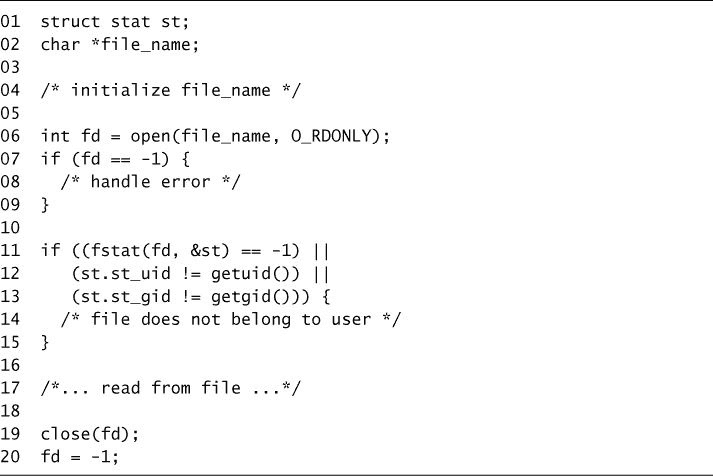 01  struct stat st;
02  char *file_name;
03
04  /* initialize file_name */
05
06  int fd = open(file_name, O_RDONLY);
07  if (fd == -1) {
08    /* handle error */
09  }
10
11  if ((fstat(fd, &st) == -1) ||
12     (st.st_uid != getuid()) ||
13     (st.st_gid != getgid())) {
14    /* file does not belong to user */
15  }
16
17  /*... read from file ...*/
18
19  close(fd);
20  fd = -1;